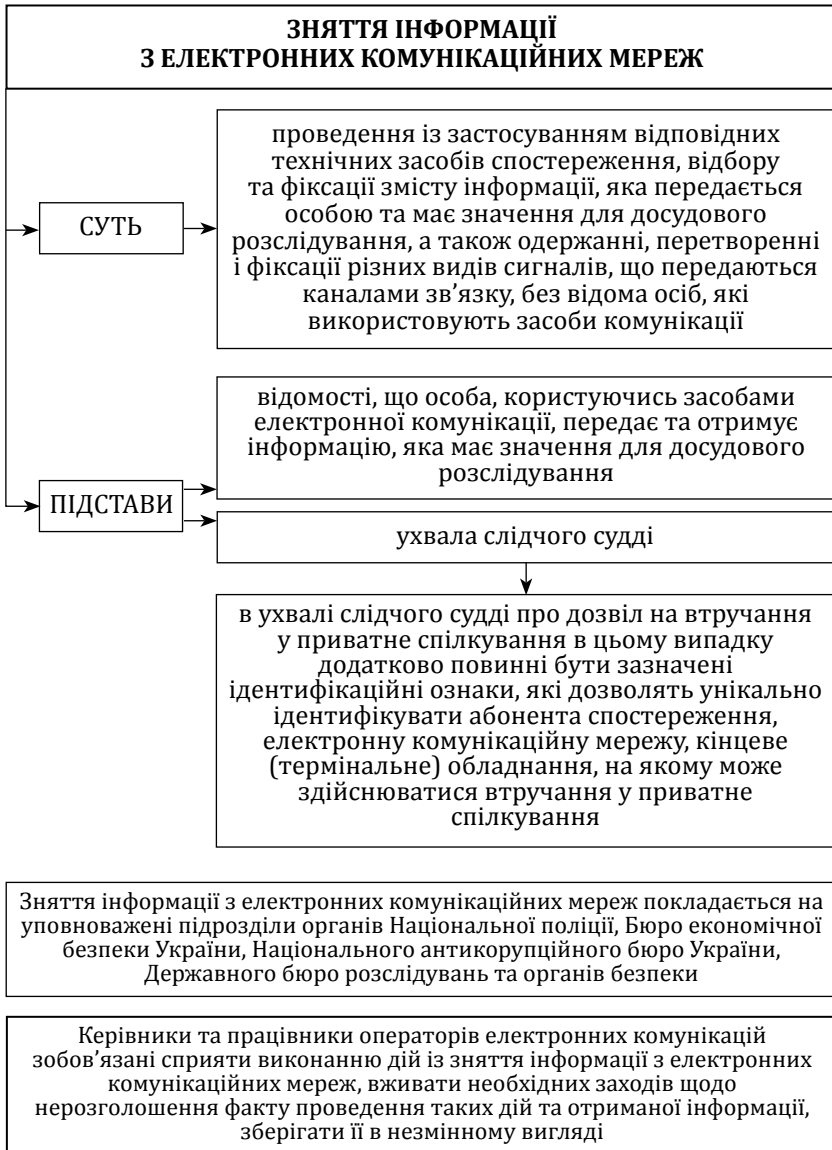 ЗНЯТТЯ ІНФОРМАЦІЇ
З ЕЛЕКТРОННИХ КОМУНІКАЦІЙНИХ МЕРЕЖ
СУТЬ
проведення із застосуванням відповідних
технічних засобів спостереження, відбору
та фіксації змісту інформації, яка передається
особою та має значення для досудового
розслідування, а також одержанні, перетворенні
і фіксації різних видів сигналів, що передаються
каналами зв'язку, без відома осіб, які
використовують засоби комунікації
ПІДСТАВИ
відомості, що особа, користуючись засобами
електронної комунікації, передає та отримує
інформацію, яка має значення для досудового
розслідування
ухвала слідчого судді
в ухвалі слідчого судді про дозвіл на втручання
у приватне спілкування в цьому випадку
додатково повинні бути зазначені
ідентифікаційні ознаки, які дозволять унікально
ідентифікувати абонента спостереження,
електронну комунікаційну мережу, кінцеве
(термінальне) обладнання, на якому може
здійснюватися втручання у приватне
спілкування
Зняття інформації з електронних комунікаційних мереж покладається на
уповноважені підрозділи органів Національної поліції, Бюро економічної
безпеки України, Національного антикорупційного бюро України,
Державного бюро розслідувань та органів безпеки
Керівники та працівники операторів електронних комунікацій
зобов'язані сприяти виконанню дій із зняття інформації з електронних
комунікаційних мереж, вживати необхідних заходів щодо
нерозголошення факту проведення таких дій та отриманої інформації,
зберігати її в незмінному вигляді